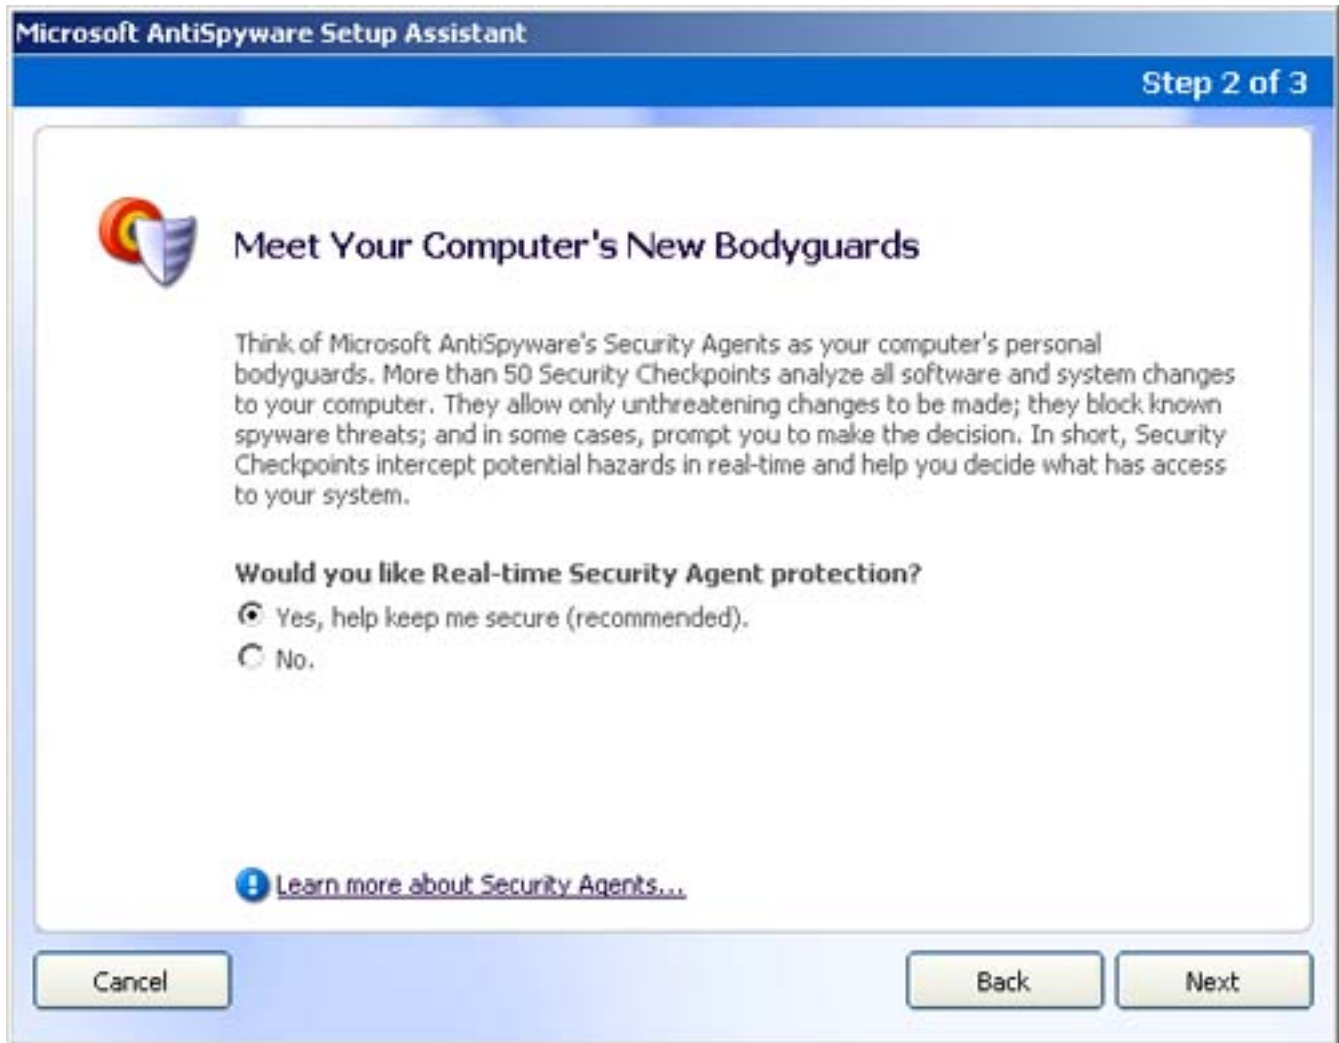 Microsoft AntiSpyware Setup Assistant
Step 2 of 3
Meet Your Computer's New Bodyguards
Think of Microsoft AntiSpyware's Security Agents as your computer's personal
bodyguards. More than 50 Security Checkpoints analyze all software and system changes
to your computer. They allow only unthreatening changes to be made; they block known
spyware threats; and in some cases, prompt you to make the decision. In short, Security
Checkpoints intercept potential hazards in real-time and help you decide what has access
to your system.
Would you like Real-time Security Agent protection?
Yes, help keep me secure (recommended).
No.
Learn more about Security Agents...
Cancel
Back
Next